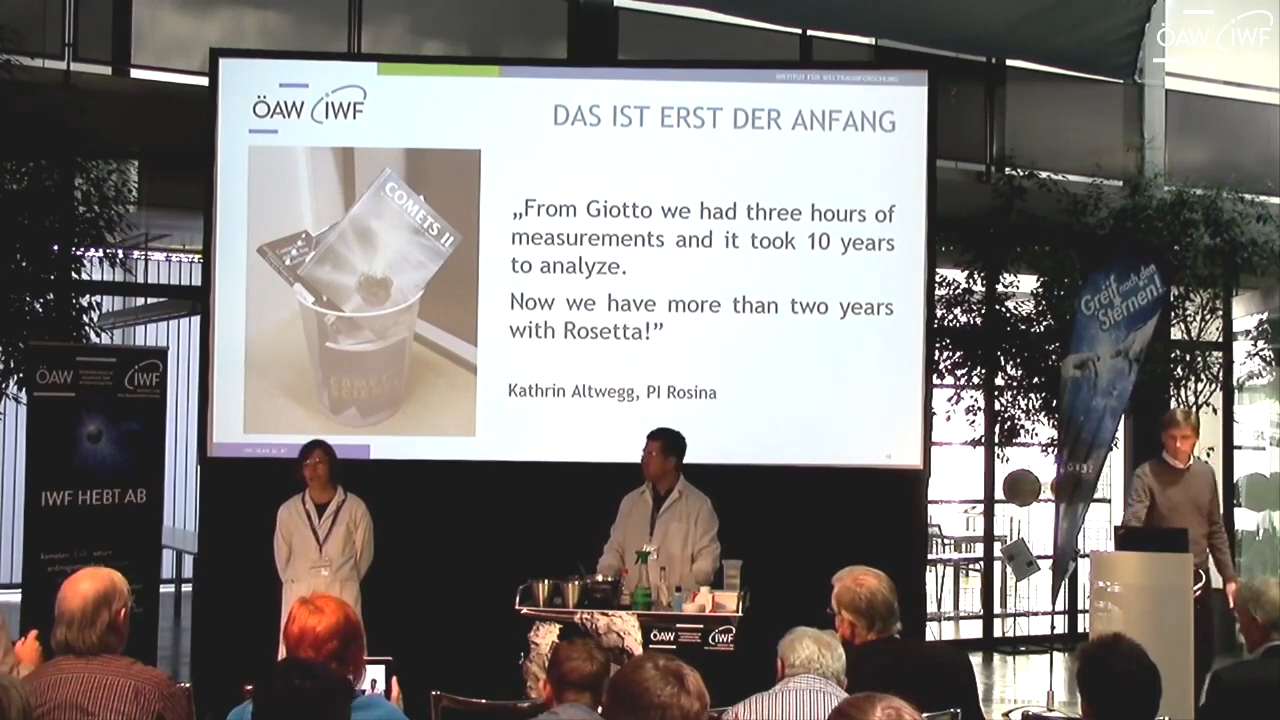 ÖAW IWF
INSTITUT FÜR WELTRAUMFORSCHUNG
ÖAW IWF
DAS IST ERST DER ANFANG
COMETS II
„From Giotto we had three hours of
measurements and it took 10 years
to analyze.
Now we have more than two years
with Rosetta!”
Kathrin Altwegg, PI Rosina
Greif nach den
Sternen!
ÖAW IWF
IWF HEBT AB
ÖAW IWF